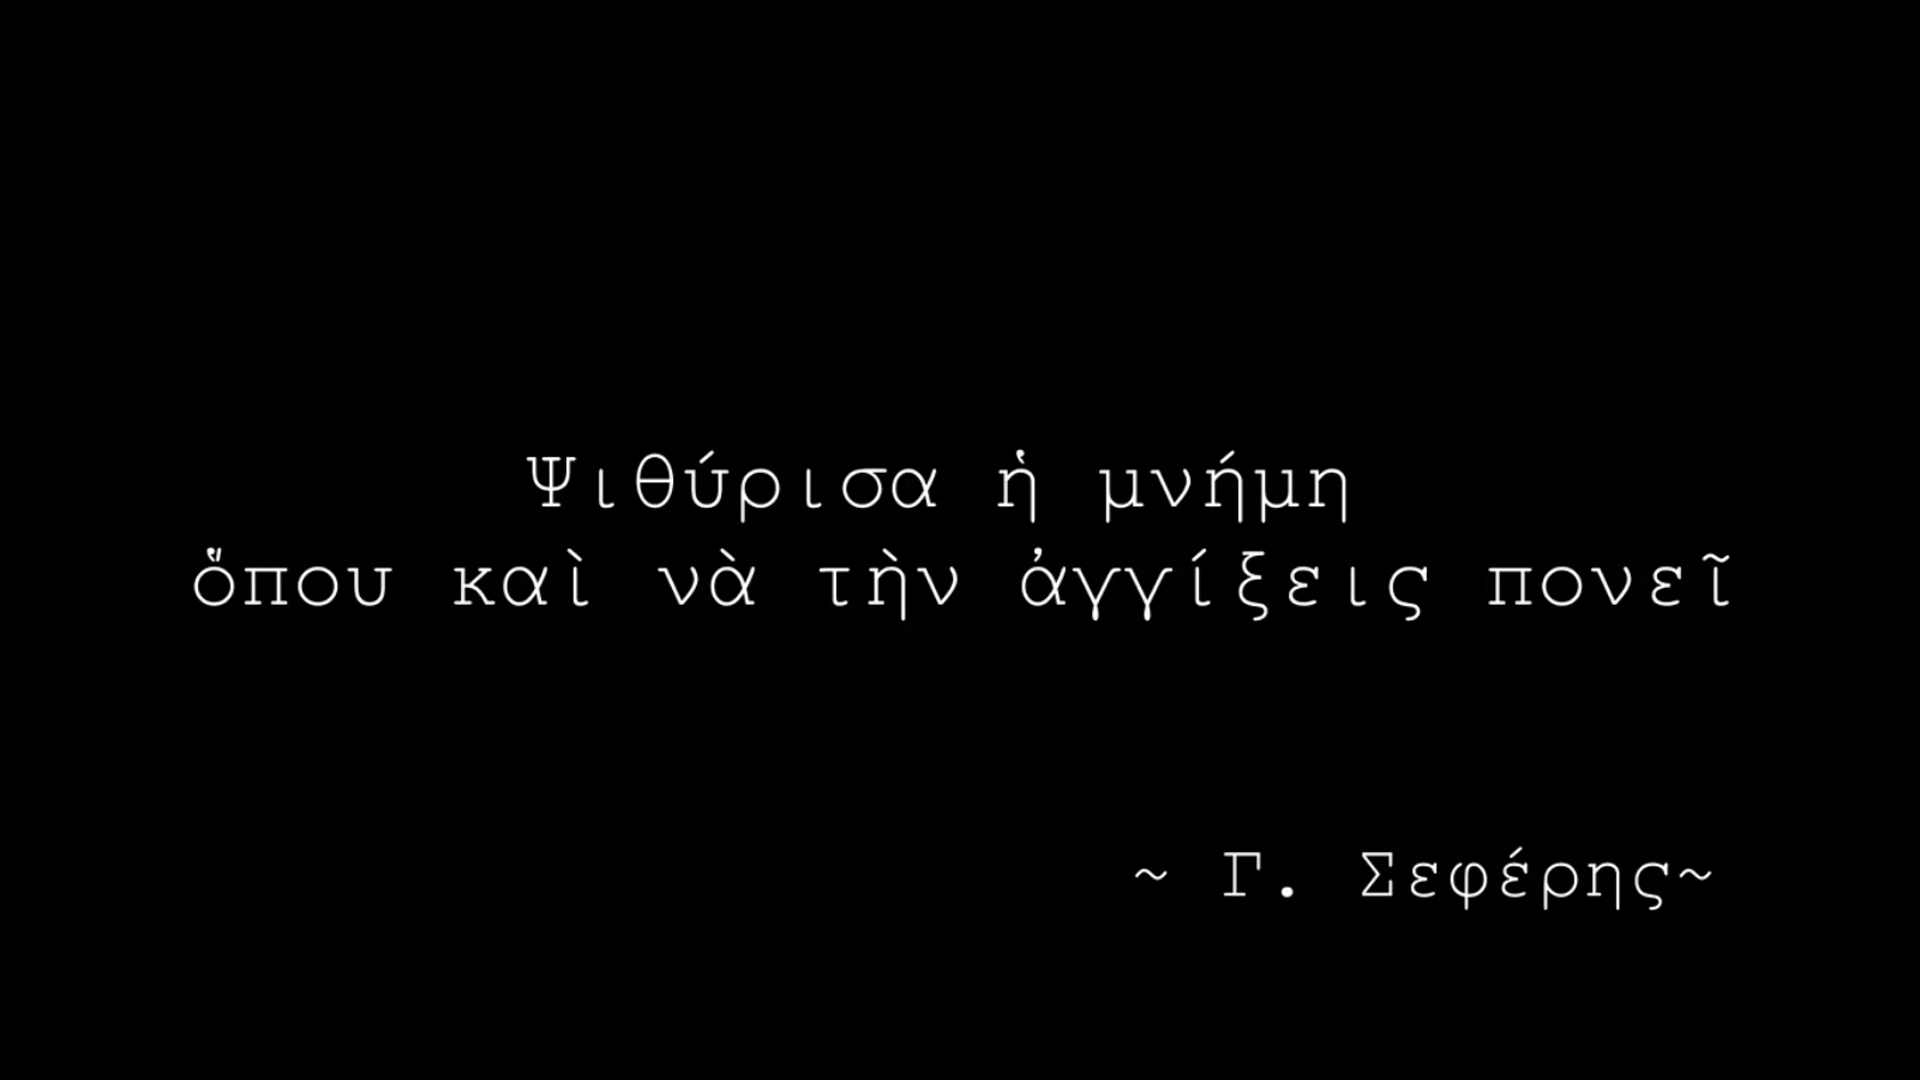 Ψιθύρισα ἡ μνήμη
ὅπου καὶ νὰ τὴν ἀγγίξεις πονεῖ
~ Γ. Σεφέρης~